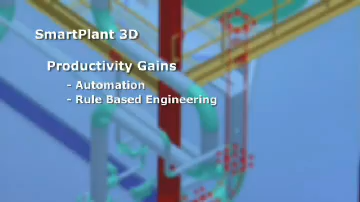 SmartPlant 3D
Productivity Gains
- Automation
- Rule Based Engineering